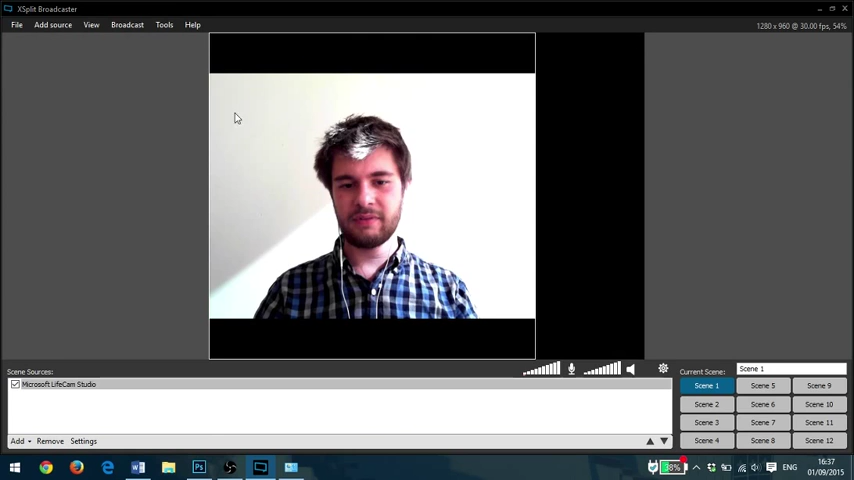 XSplit Broadcaster
File Add source View Broadcast Tools Help
1280 x 960 @ 30.00 fps, 54%
Scene Sources:
Microsoft LifeCam Studio
Add Remove Settings
Current Scene: Scene 1
Scene 1 Scene 5 Scene 9
Scene 2 Scene 6 Scene 10
Scene 3 Scene 7 Scene 11
Scene 4 Scene 8 Scene 12
38% ENG 16:37
01/09/2015